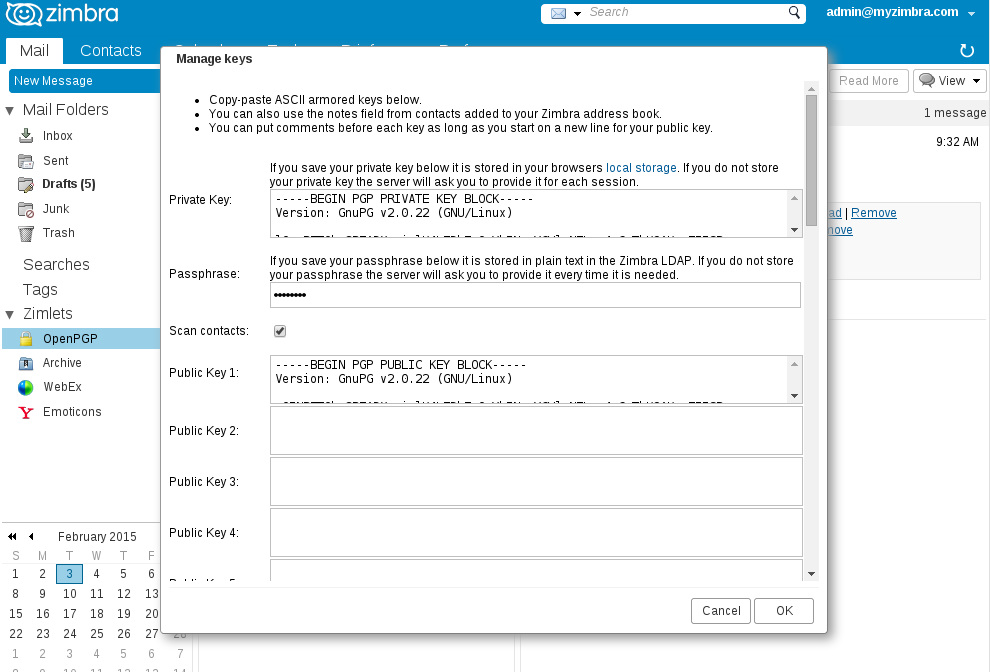 zimbra
Search
admin@myzimbra.com
Mail
Contacts
Manage keys
New Message
Read More
View
Mail Folders
Inbox
Sent
Drafts (5)
Junk
Trash
Searches
Tags
Zimlets
OpenPGP
Archive
WebEx
Emoticons
1 message
9:32 AM
ad | Remove
move
• Copy-paste ASCII armored keys below.
• You can also use the notes field from contacts added to your Zimbra address book.
• You can put comments before each key as long as you start on a new line for your public key.
If you save your private key below it is stored in your browsers local storage. If you do not store
your private key the server will ask you to provide it for each session.
Private Key:
-----BEGIN PGP PRIVATE KEY BLOCK-----
Version: GnuPG v2.0.22 (GNU/Linux)
If you save your passphrase below it is stored in plain text in the Zimbra LDAP. If you do not store
your passphrase the server will ask you to provide it every time it is needed.
Passphrase:
••••••••
Scan contacts:
Public Key 1:
-----BEGIN PGP PUBLIC KEY BLOCK-----
Version: GnuPG v2.0.22 (GNU/Linux)
Public Key 2:
Public Key 3:
Public Key 4:
Cancel
OK
February 2015
S M T W T F
1 2 3 4 5 6
8 9 10 11 12 13
15 16 17 18 19 20
22 23 24 25 26 27 28
1 2 3 4 5 6 7
8 9 10 11 12 13 14